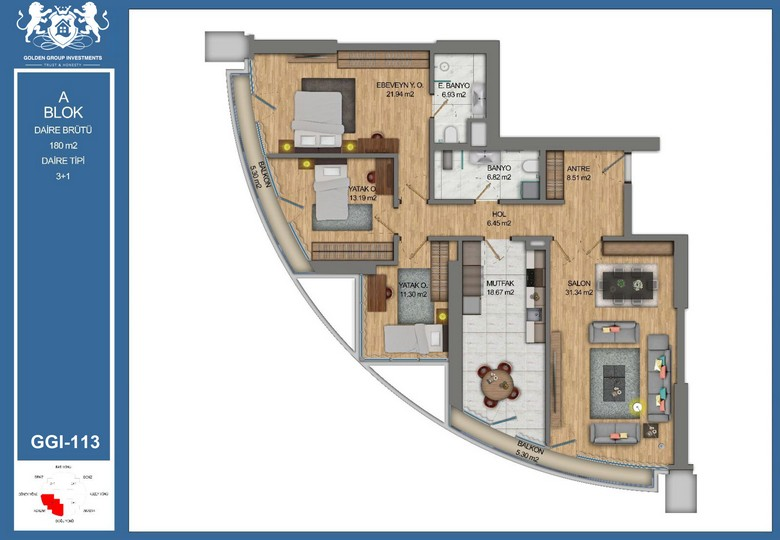 GOLDEN GROUP INVESTMENTS
TRUST & HONESTY
A
BLOK
DAİRE BRÜTÜ
180 m2
DAİRE TİPİ
3+1
GGI-113
EBEVEYN Y. O.
21.94 m2
E. BANYO
6.93 m2
BALKON
5.30 m2
YATAK O.
13.19 m2
BANYO
6.82 m2
ANTRE
8.51 m2
HOL
6.45 m2
YATAK O.
11.30 m2
MUTFAK
18.67 m2
SALON
31.34 m2
BALKON
5.30 m2